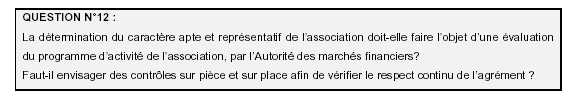 QUESTION N°12 :
La détermination du caractère apte et représentatif de l'association doit-elle faire l'objet d'une évaluation
du programme d'activité de l'association, par l'Autorité des marchés financiers?
Faut-il envisager des contrôles sur pièce et sur place afin de vérifier le respect continu de l'agrément ?